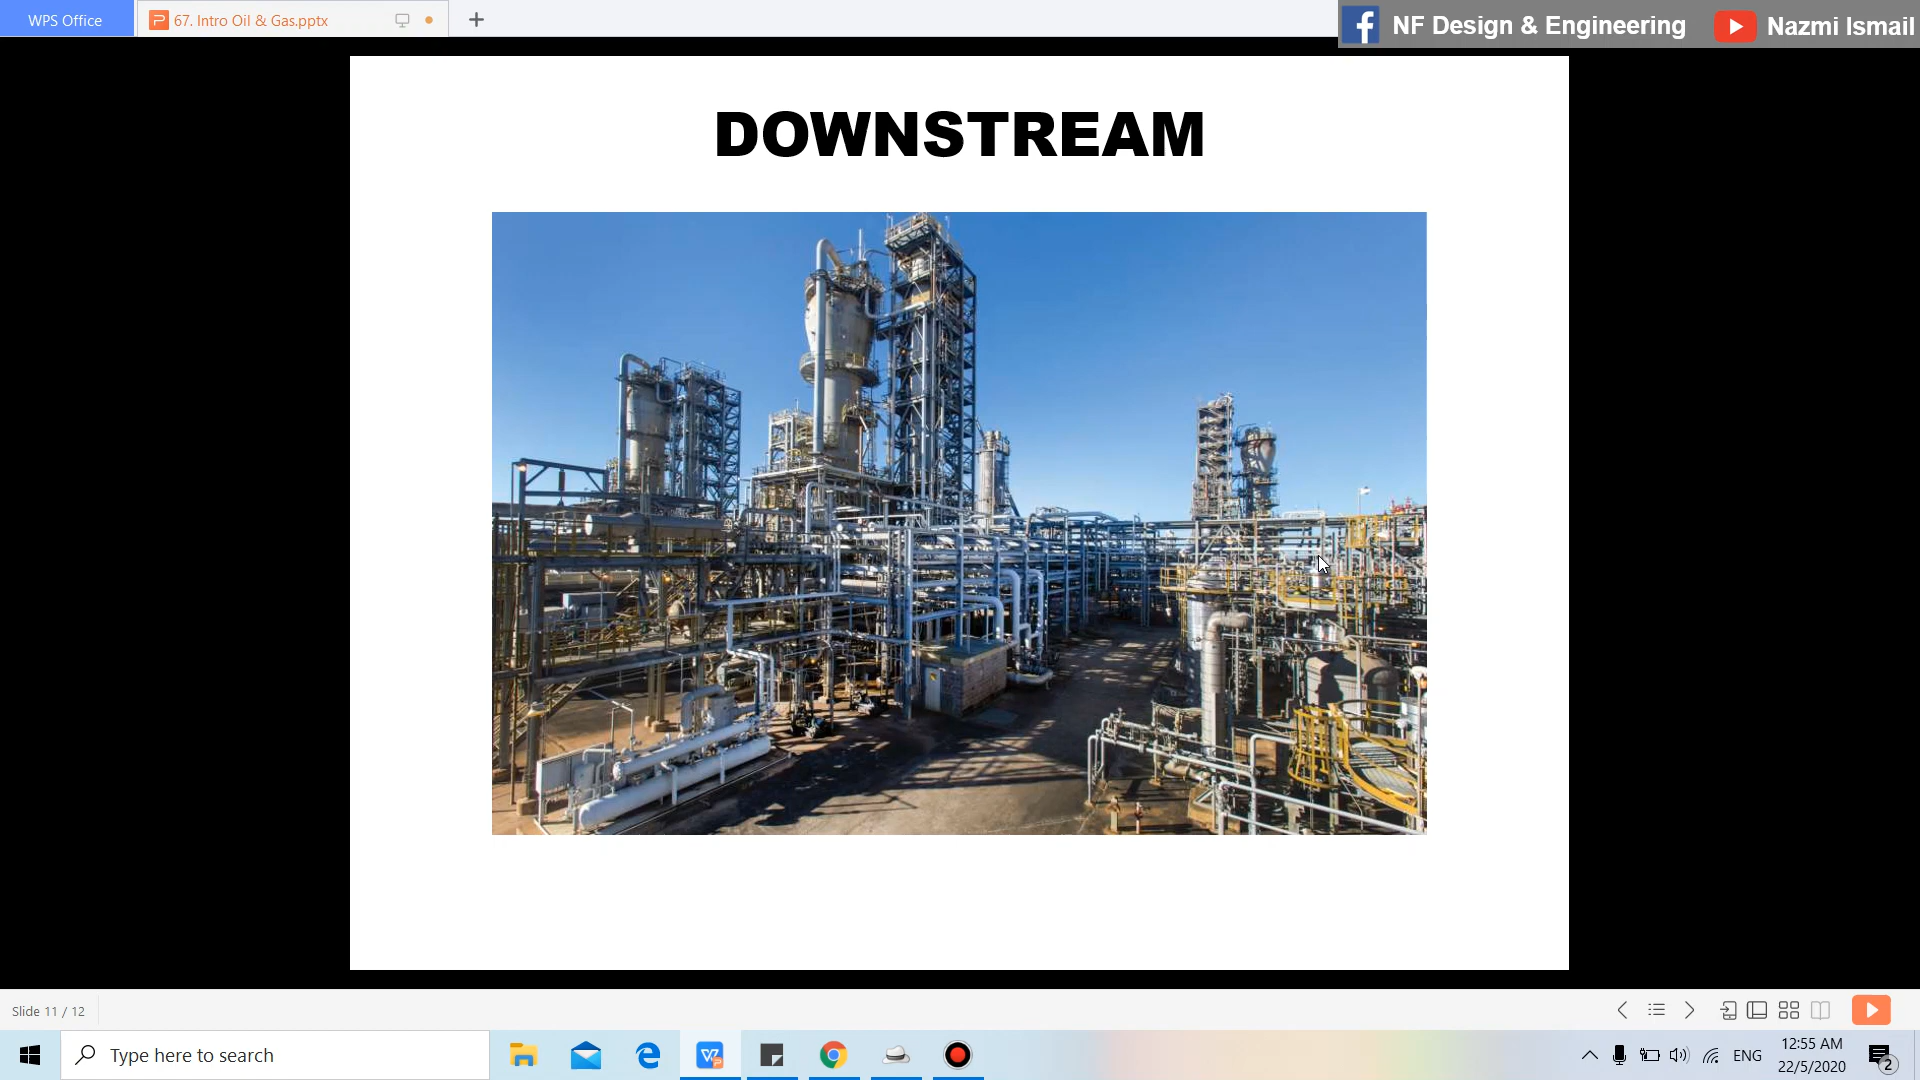 WPS Office
67. Intro Oil & Gas.pptx
NF Design & Engineering
Nazmi Ismail
DOWNSTREAM
Slide 11 / 12
Type here to search
ENG
12:55 AM
22/5/2020
2